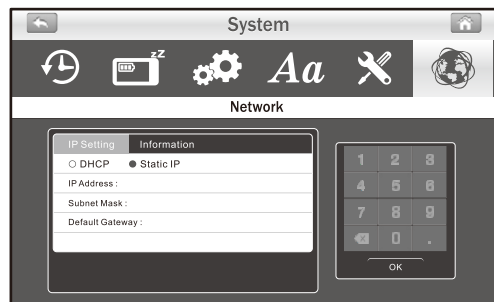 System
zZ
Aa
Network
IP Setting Information
DHCP Static IP
IP Address :
Subnet Mask :
Default Gateway :
1 2 3
4 5 6
7 8 9
0 .
OK